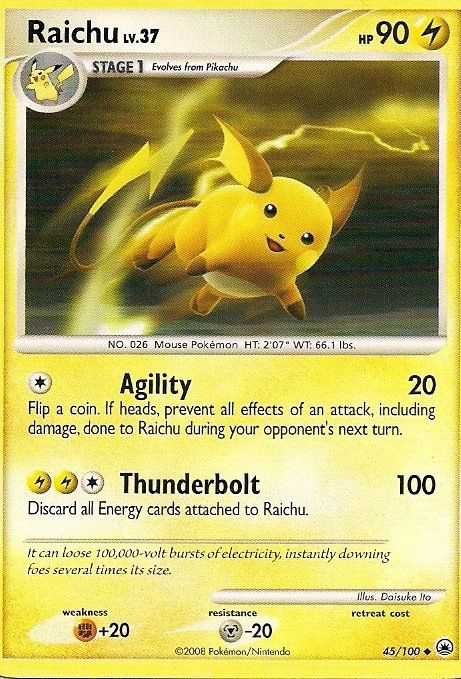 Raichu LV.37 HP 90
STAGE 1 Evolves from Pikachu
NO. 026 Mouse Pokémon HT: 2'07" WT: 66.1 lbs.
Agility 20
Flip a coin. If heads, prevent all effects of an attack, including
damage, done to Raichu during your opponent's next turn.
Thunderbolt 100
Discard all Energy cards attached to Raichu.
It can loose 100,000-volt bursts of electricity, instantly downing
foes several times its size.
Illus. Daisuke Ito
weakness resistance retreat cost
+20 -20
©2008 Pokémon/Nintendo 45/100